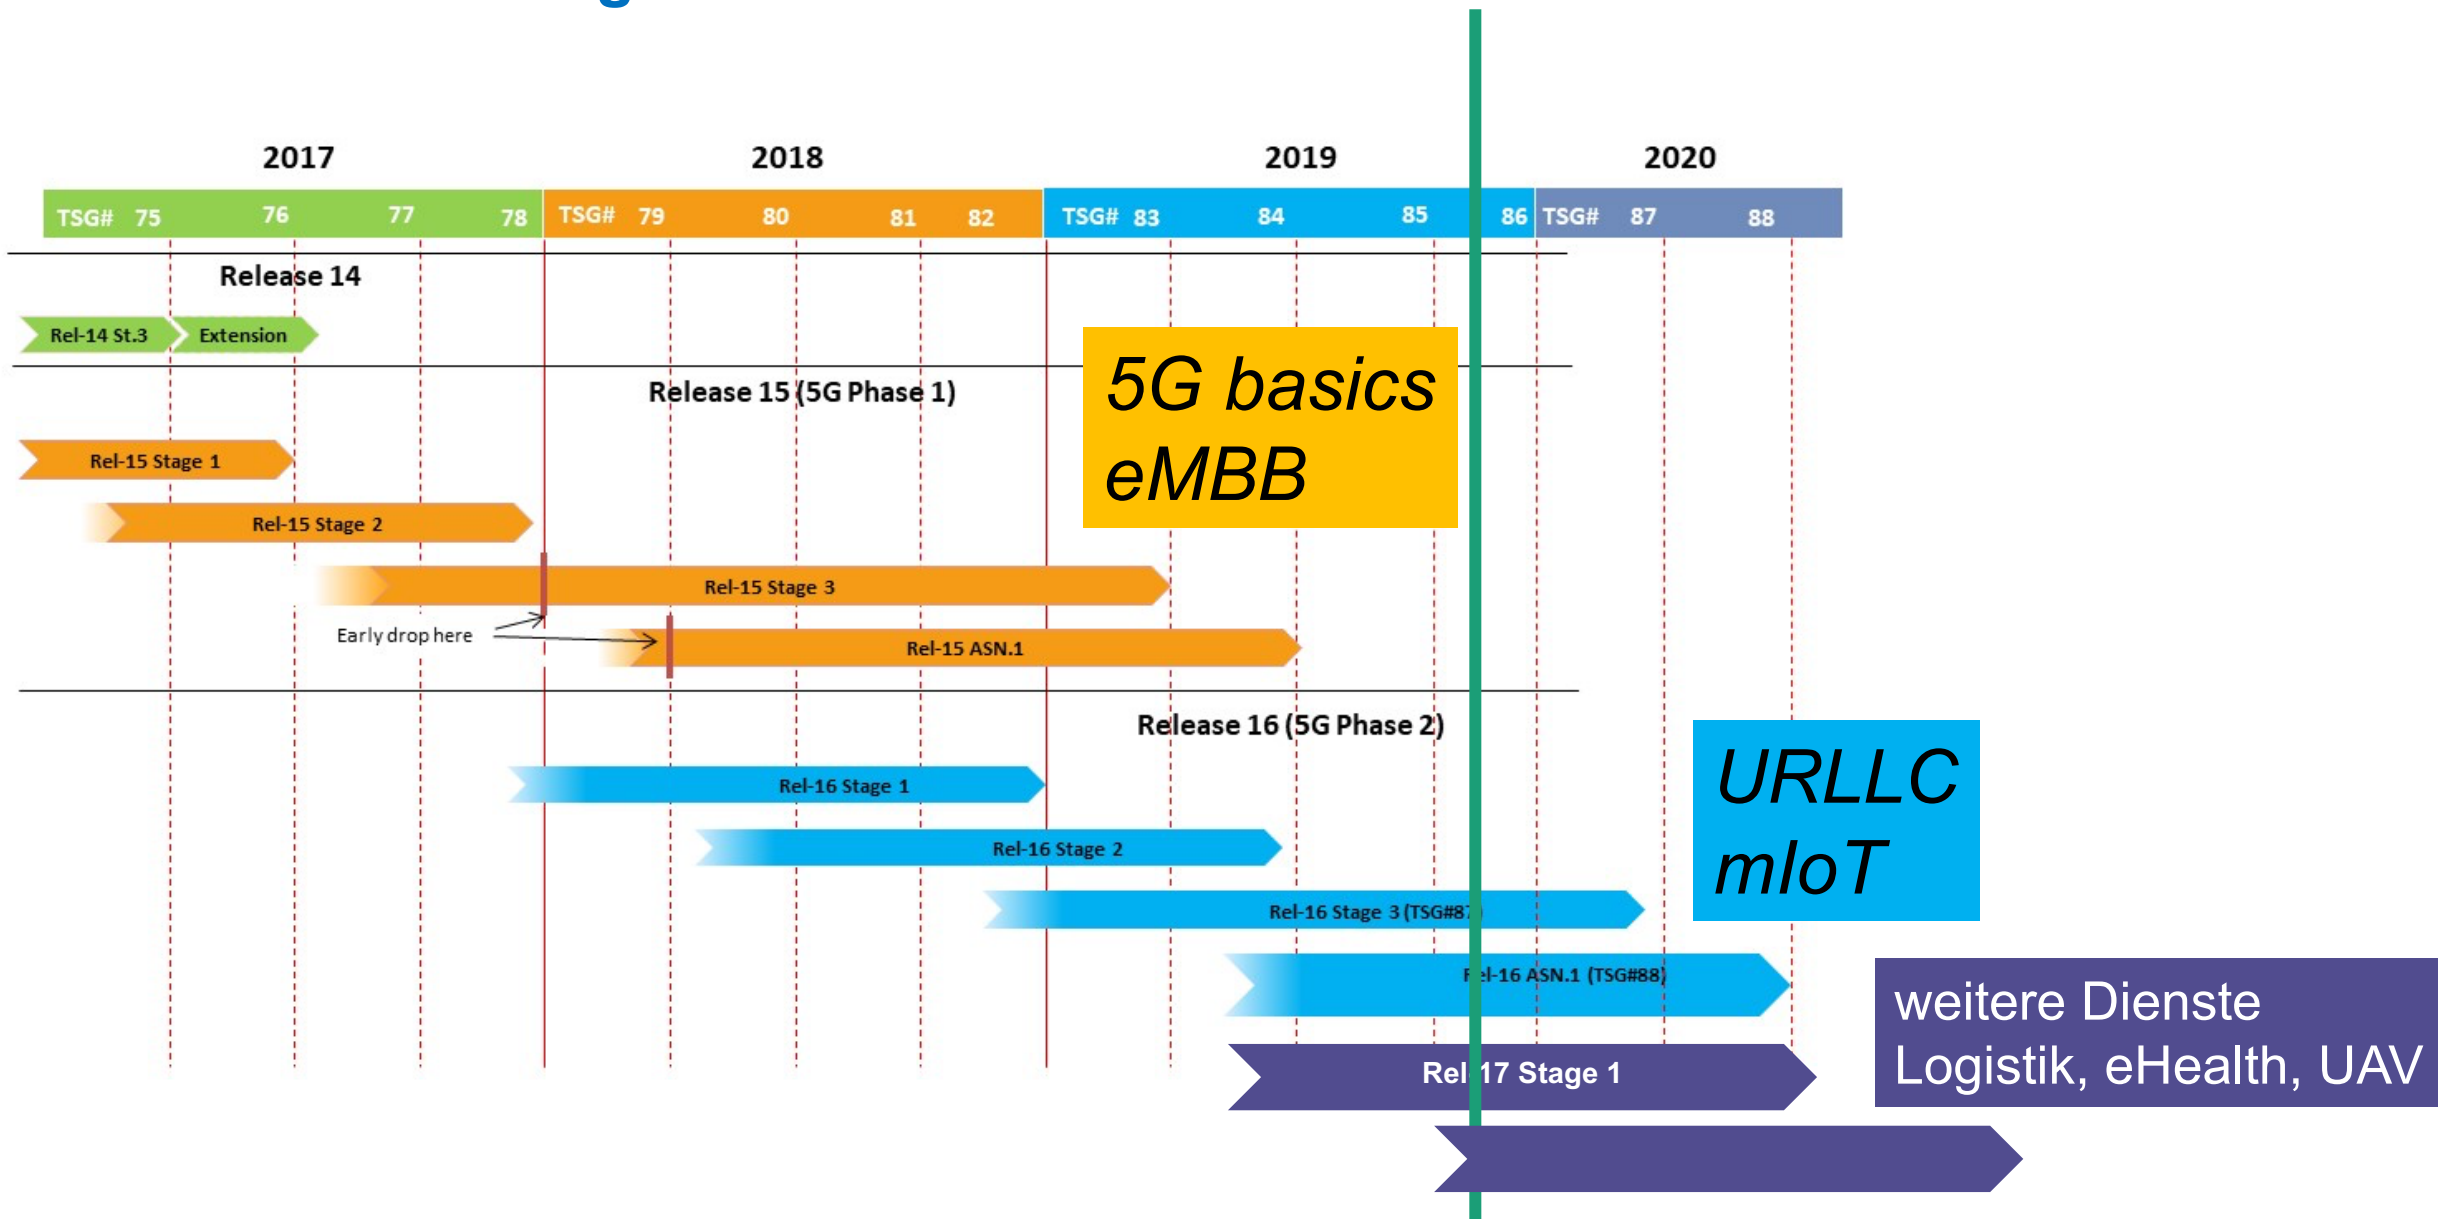 2017 2018 2019 2020
TSG# 75 76 77 78 TSG# 79 80 81 82 TSG# 83 84 85 86 TSG# 87 88
Release 14
Rel-14 St.3 Extension
5G basics
eMBB
Release 15 (5G Phase 1)
Rel-15 Stage 1
Rel-15 Stage 2
Rel-15 Stage 3
Early drop here
Rel-15 ASN.1
Release 16 (5G Phase 2)
URLLC
mIoT
Rel-16 Stage 1
Rel-16 Stage 2
Rel-16 Stage 3 (TSG#87)
Rel-16 ASN.1 (TSG#88)
weitere Dienste
Logistik, eHealth, UAV
Rel-17 Stage 1